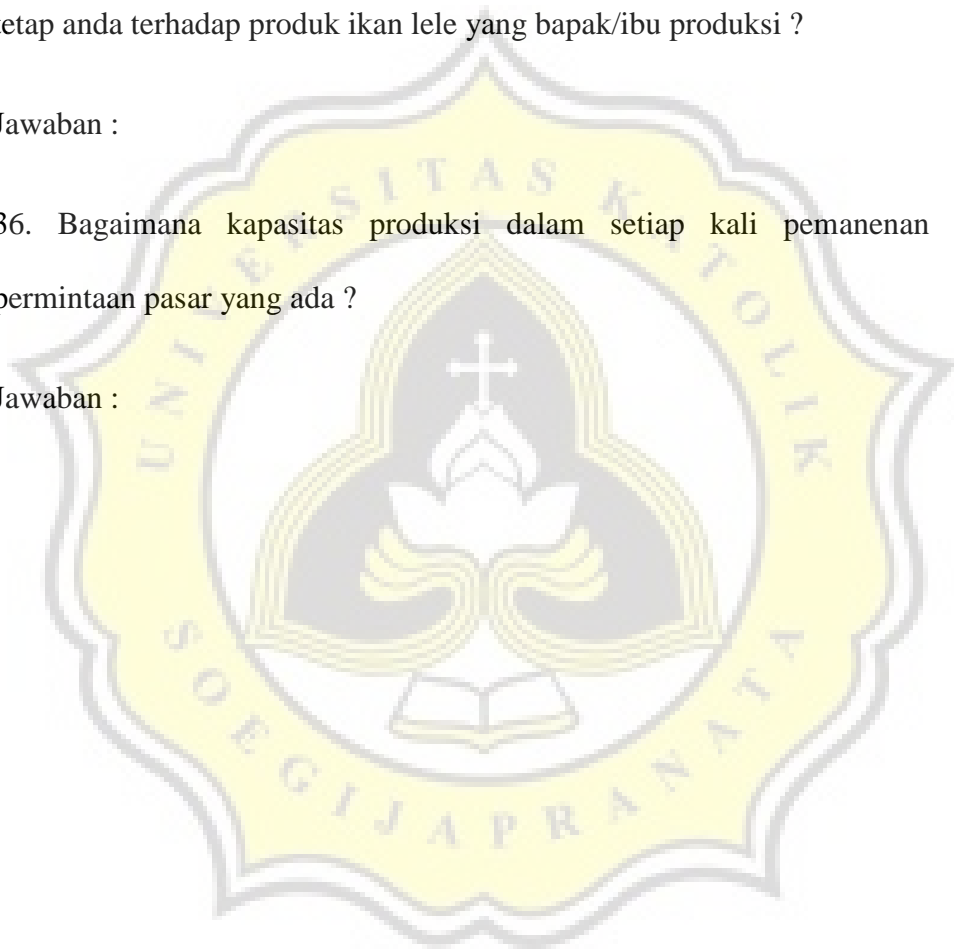 tetap anda terhadap produk ikan lele yang bapak/ibu produksi ?
Jawaban :
36. Bagaimana kapasitas produksi dalam setiap kali pemanenan
permintaan pasar yang ada ?
Jawaban :
UNIVERSITAS KATOLIK
SOEGIJAPRANATA